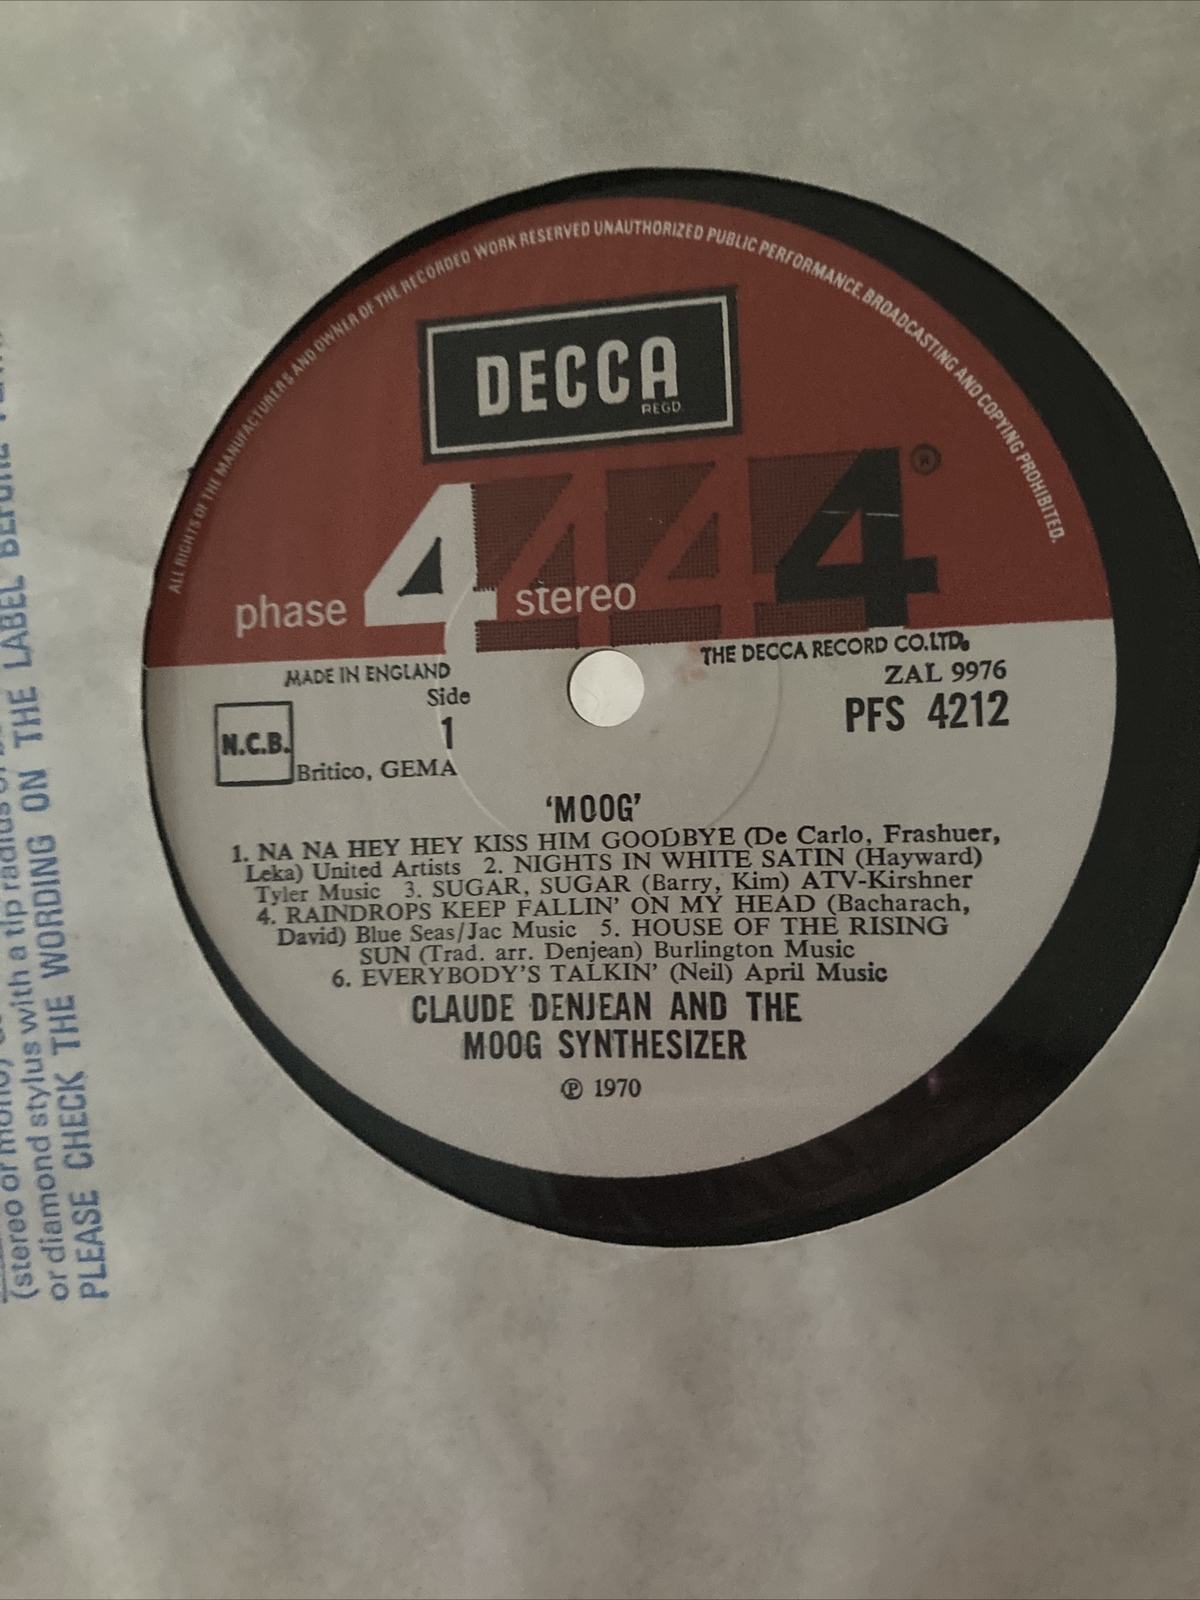 ALL RIGHTS OF THE MANUFACTURERS AND OWNER OF THE RECORDED WORK RESERVED UNAUTHORIZED PUBLIC PERFORMANCE, BROADCASTING AND COPYING PROHIBITED.
DECCA
REGD.
4444 ®
phase stereo
MADE IN ENGLAND
THE DECCA RECORD CO.LTD.
ZAL 9976
Side
1
PFS 4212
N.C.B.
Britico, GEMA
'MOOG'
1. NA NA HEY HEY KISS HIM GOODBYE (De Carlo, Frashuer,
Leka) United Artists 2. NIGHTS IN WHITE SATIN (Hayward)
Tyler Music 3. SUGAR, SUGAR (Barry, Kim) ATV-Kirshner
4. RAINDROPS KEEP FALLIN' ON MY HEAD (Bacharach,
David) Blue Seas/Jac Music 5. HOUSE OF THE RISING
SUN (Trad. arr. Denjean) Burlington Music
6. EVERYBODY'S TALKIN' (Neil) April Music
CLAUDE DENJEAN AND THE
MOOG SYNTHESIZER
Ⓟ 1970
(stereo or mono)
or diamond stylus with a tip radius
PLEASE CHECK THE WORDING ON THE LABEL BEFORE